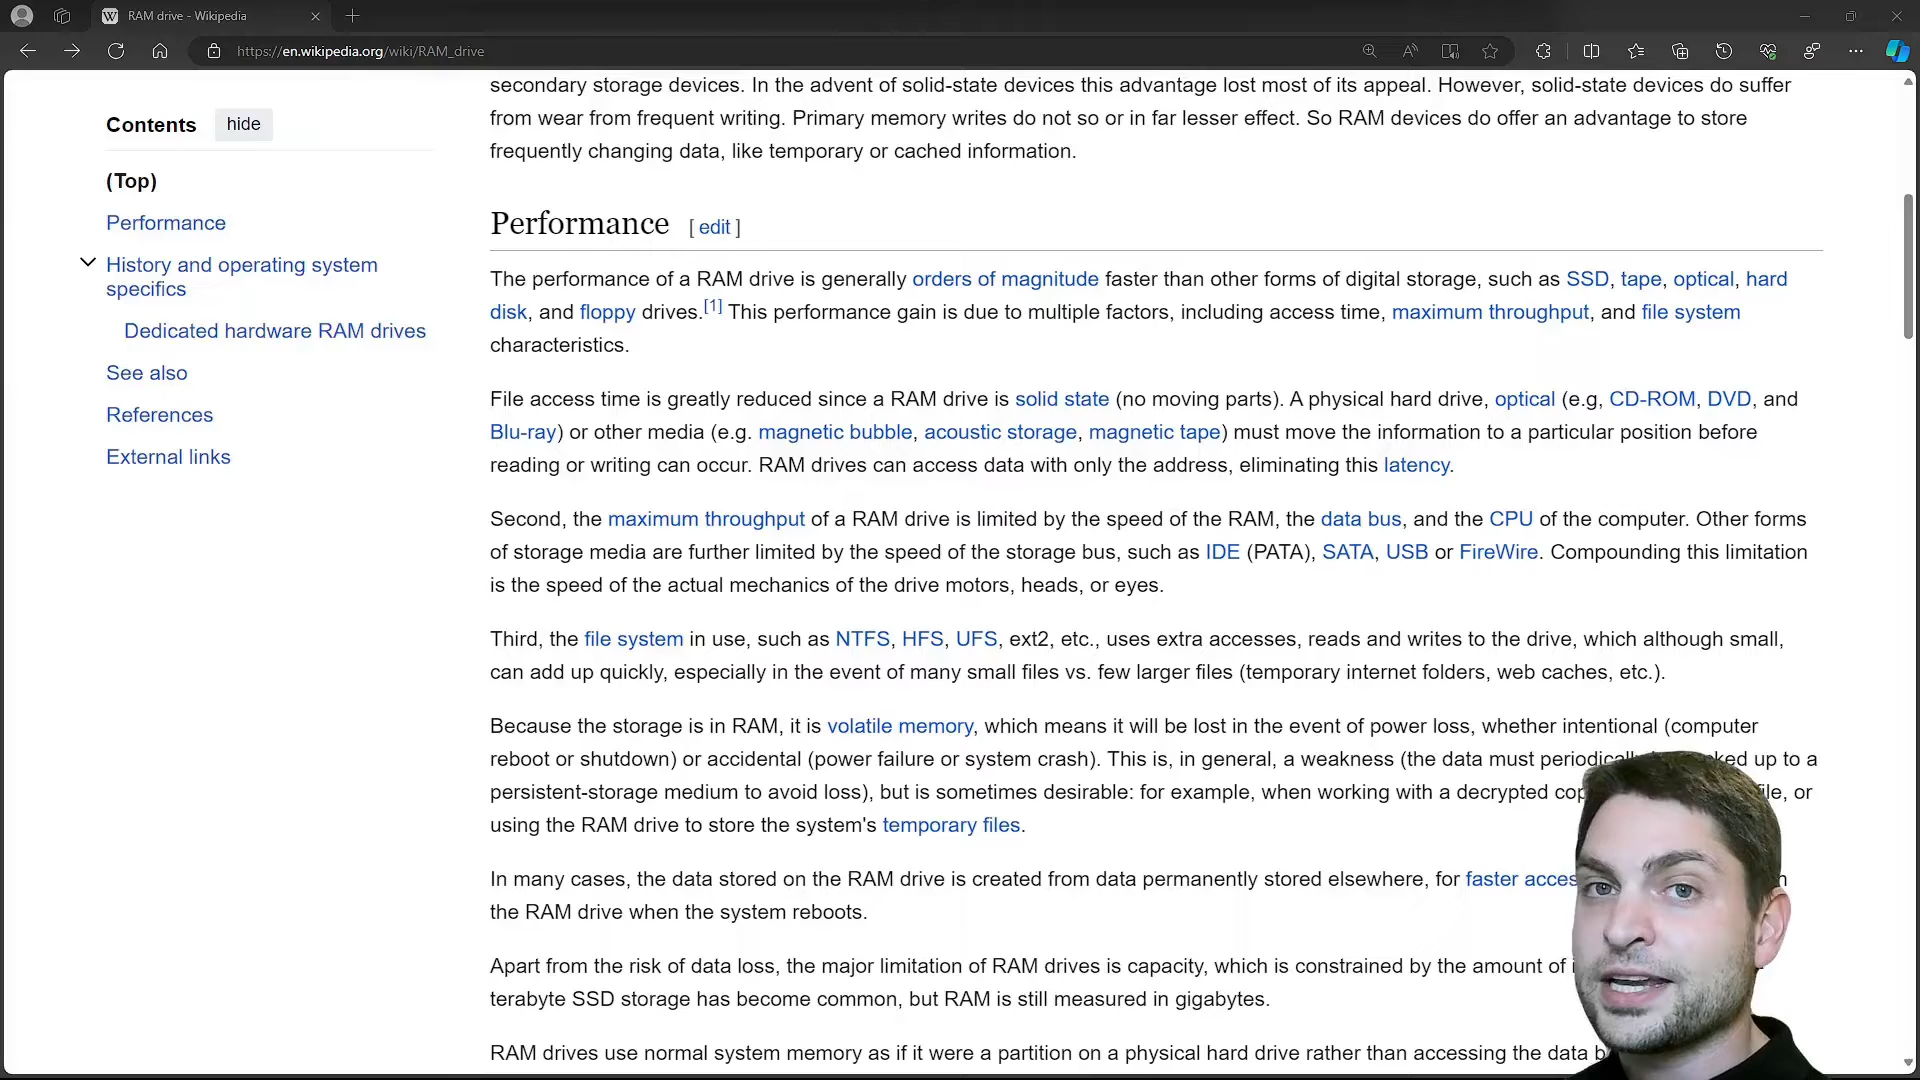 RAM drive - Wikipedia
https://en.wikipedia.org/wiki/RAM_drive
Contents hide
(Top)
Performance
History and operating system
specifics
Dedicated hardware RAM drives
See also
References
External links
secondary storage devices. In the advent of solid-state devices this advantage lost most of its appeal. However, solid-state devices do suffer
from wear from frequent writing. Primary memory writes do not so or in far lesser effect. So RAM devices do offer an advantage to store
frequently changing data, like temporary or cached information.
Performance [ edit ]
The performance of a RAM drive is generally orders of magnitude faster than other forms of digital storage, such as SSD, tape, optical, hard
disk, and floppy drives.[1] This performance gain is due to multiple factors, including access time, maximum throughput, and file system
characteristics.
File access time is greatly reduced since a RAM drive is solid state (no moving parts). A physical hard drive, optical (e.g, CD-ROM, DVD, and
Blu-ray) or other media (e.g. magnetic bubble, acoustic storage, magnetic tape) must move the information to a particular position before
reading or writing can occur. RAM drives can access data with only the address, eliminating this latency.
Second, the maximum throughput of a RAM drive is limited by the speed of the RAM, the data bus, and the CPU of the computer. Other forms
of storage media are further limited by the speed of the storage bus, such as IDE (PATA), SATA, USB or FireWire. Compounding this limitation
is the speed of the actual mechanics of the drive motors, heads, or eyes.
Third, the file system in use, such as NTFS, HFS, UFS, ext2, etc., uses extra accesses, reads and writes to the drive, which although small,
can add up quickly, especially in the event of many small files vs. few larger files (temporary internet folders, web caches, etc.).
Because the storage is in RAM, it is volatile memory, which means it will be lost in the event of power loss, whether intentional (computer
reboot or shutdown) or accidental (power failure or system crash). This is, in general, a weakness (the data must up to a
persistent-storage medium to avoid loss), but is sometimes desirable: for example, when working with a decrypted or
using the RAM drive to store the system's temporary files.
In many cases, the data stored on the RAM drive is created from data permanently stored elsewhere, for faster
the RAM drive when the system reboots.
Apart from the risk of data loss, the major limitation of RAM drives is capacity, which is constrained by the amount of
terabyte SSD storage has become common, but RAM is still measured in gigabytes.
RAM drives use normal system memory as if it were a partition on a physical hard drive rather than accessing the data